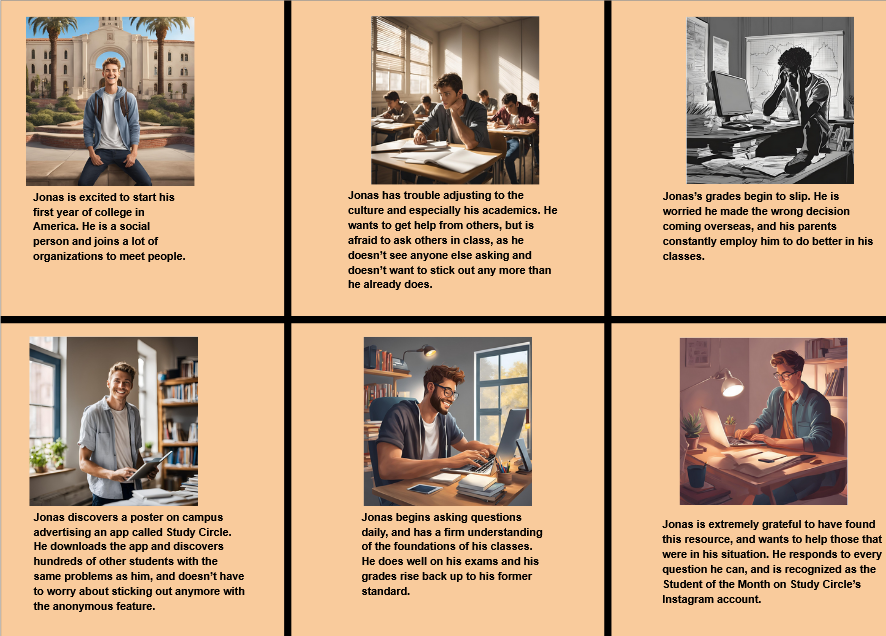 Jonas is excited to start his
first year of college in
America. He is a social
person and joins a lot of
organizations to meet people.
Jonas has trouble adjusting to the
culture and especially his academics. He
wants to get help from others, but is
afraid to ask others in class, as he
doesn't see anyone else asking and
doesn't want to stick out any more than
he already does.
Jonas's grades begin to slip. He is
worried he made the wrong decision
coming overseas, and his parents
constantly employ him to do better in his
classes.
Jonas discovers a poster on campus
advertising an app called Study Circle.
He downloads the app and discovers
hundreds of other students with the
same problems as him, and doesn't have
to worry about sticking out anymore with
the anonymous feature.
Jonas begins asking questions
daily, and has a firm understanding
of the foundations of his classes.
He does well on his exams and his
grades rise back up to his former
standard.
Jonas is extremely grateful to have found
this resource, and wants to help those that
were in his situation. He responds to every
question he can, and is recognized as the
Student of the Month on Study Circle's
Instagram account.